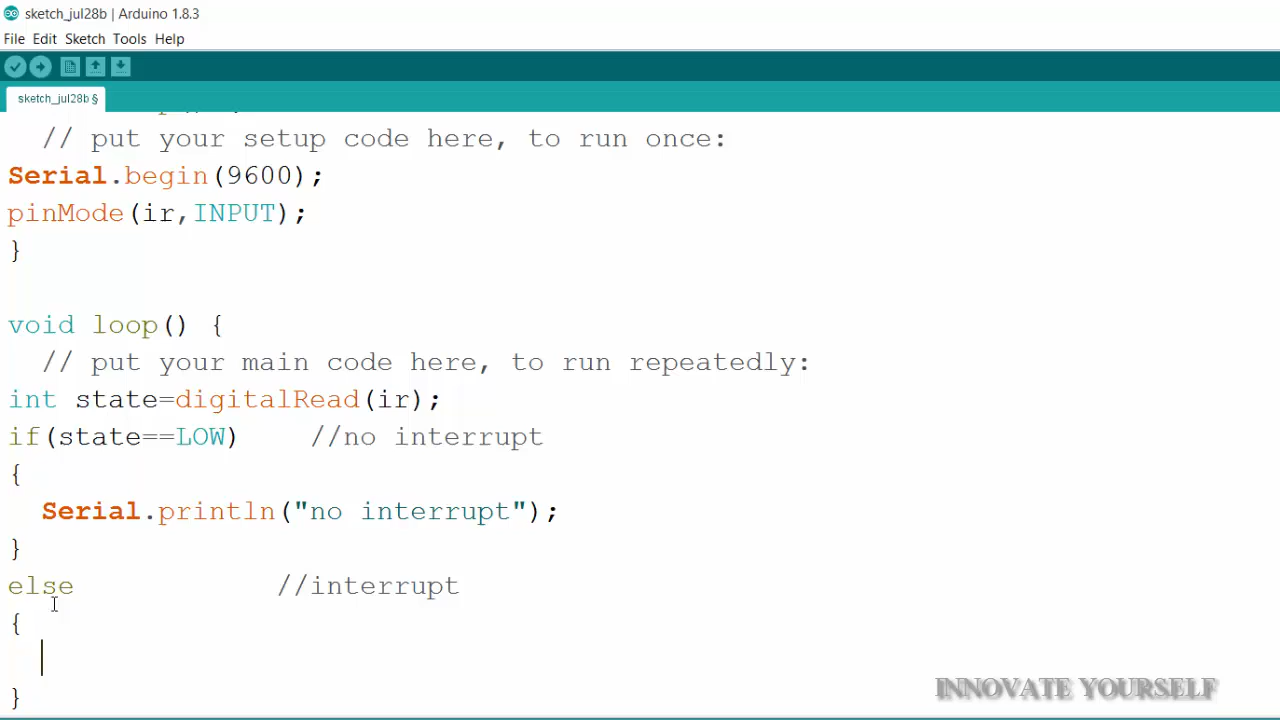 sketch_jul28b | Arduino 1.8.3
File Edit Sketch Tools Help
sketch_jul28b §
// put your setup code here, to run once:
Serial.begin(9600);
pinMode(ir,INPUT);
}
void loop() {
// put your main code here, to run repeatedly:
int state=digitalRead(ir);
if(state==LOW) //no interrupt
{
Serial.println("no interrupt");
}
else //interrupt
{
}
INNOVATE YOURSELF